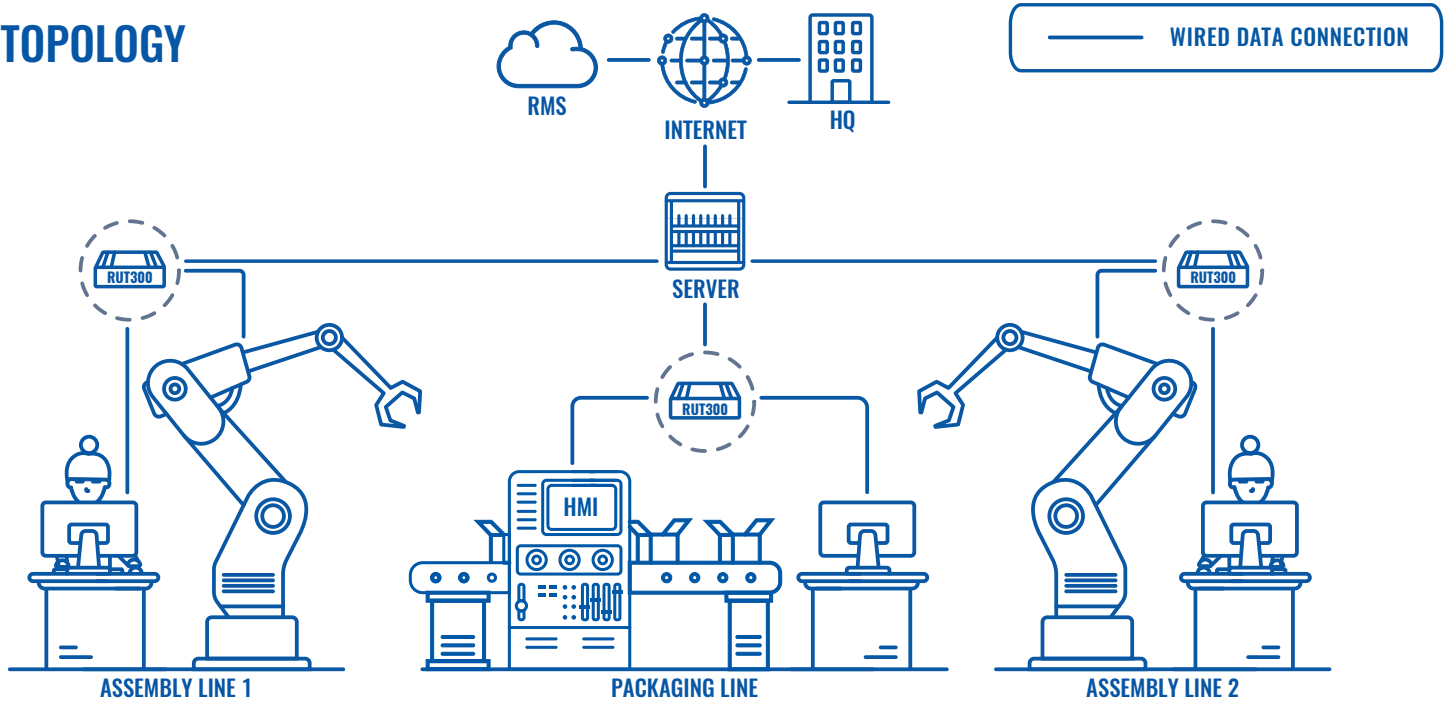 TOPOLOGY
WIRED DATA CONNECTION
RMS
INTERNET
HQ
RUT300
SERVER
RUT300
RUT300
HMI
ASSEMBLY LINE 1
PACKAGING LINE
ASSEMBLY LINE 2